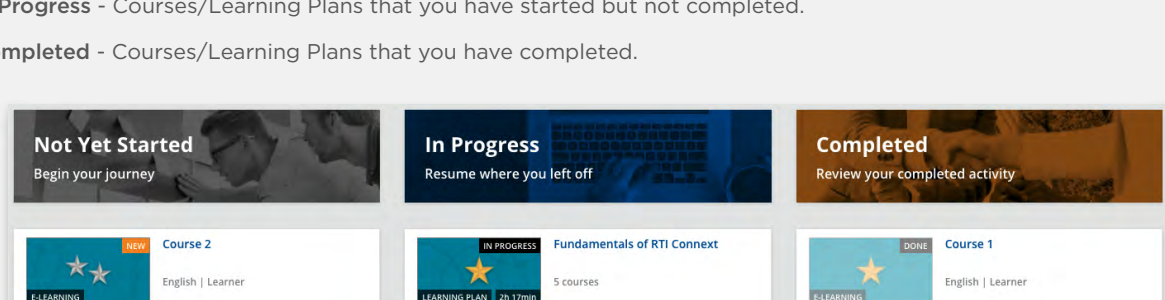 Progress - Courses/Learning Plans that you have started but not completed.
mpleted - Courses/Learning Plans that you have completed.
Not Yet Started
Begin your journey
In Progress
Resume where you left off
Completed
Review your completed activity
NEW
Course 2
English | Learner
E-LEARNING
IN PROGRESS
Fundamentals of RTI Connext
5 courses
LEARNING PLAN
2h 17min
DONE
Course 1
English | Learner
E-LEARNING